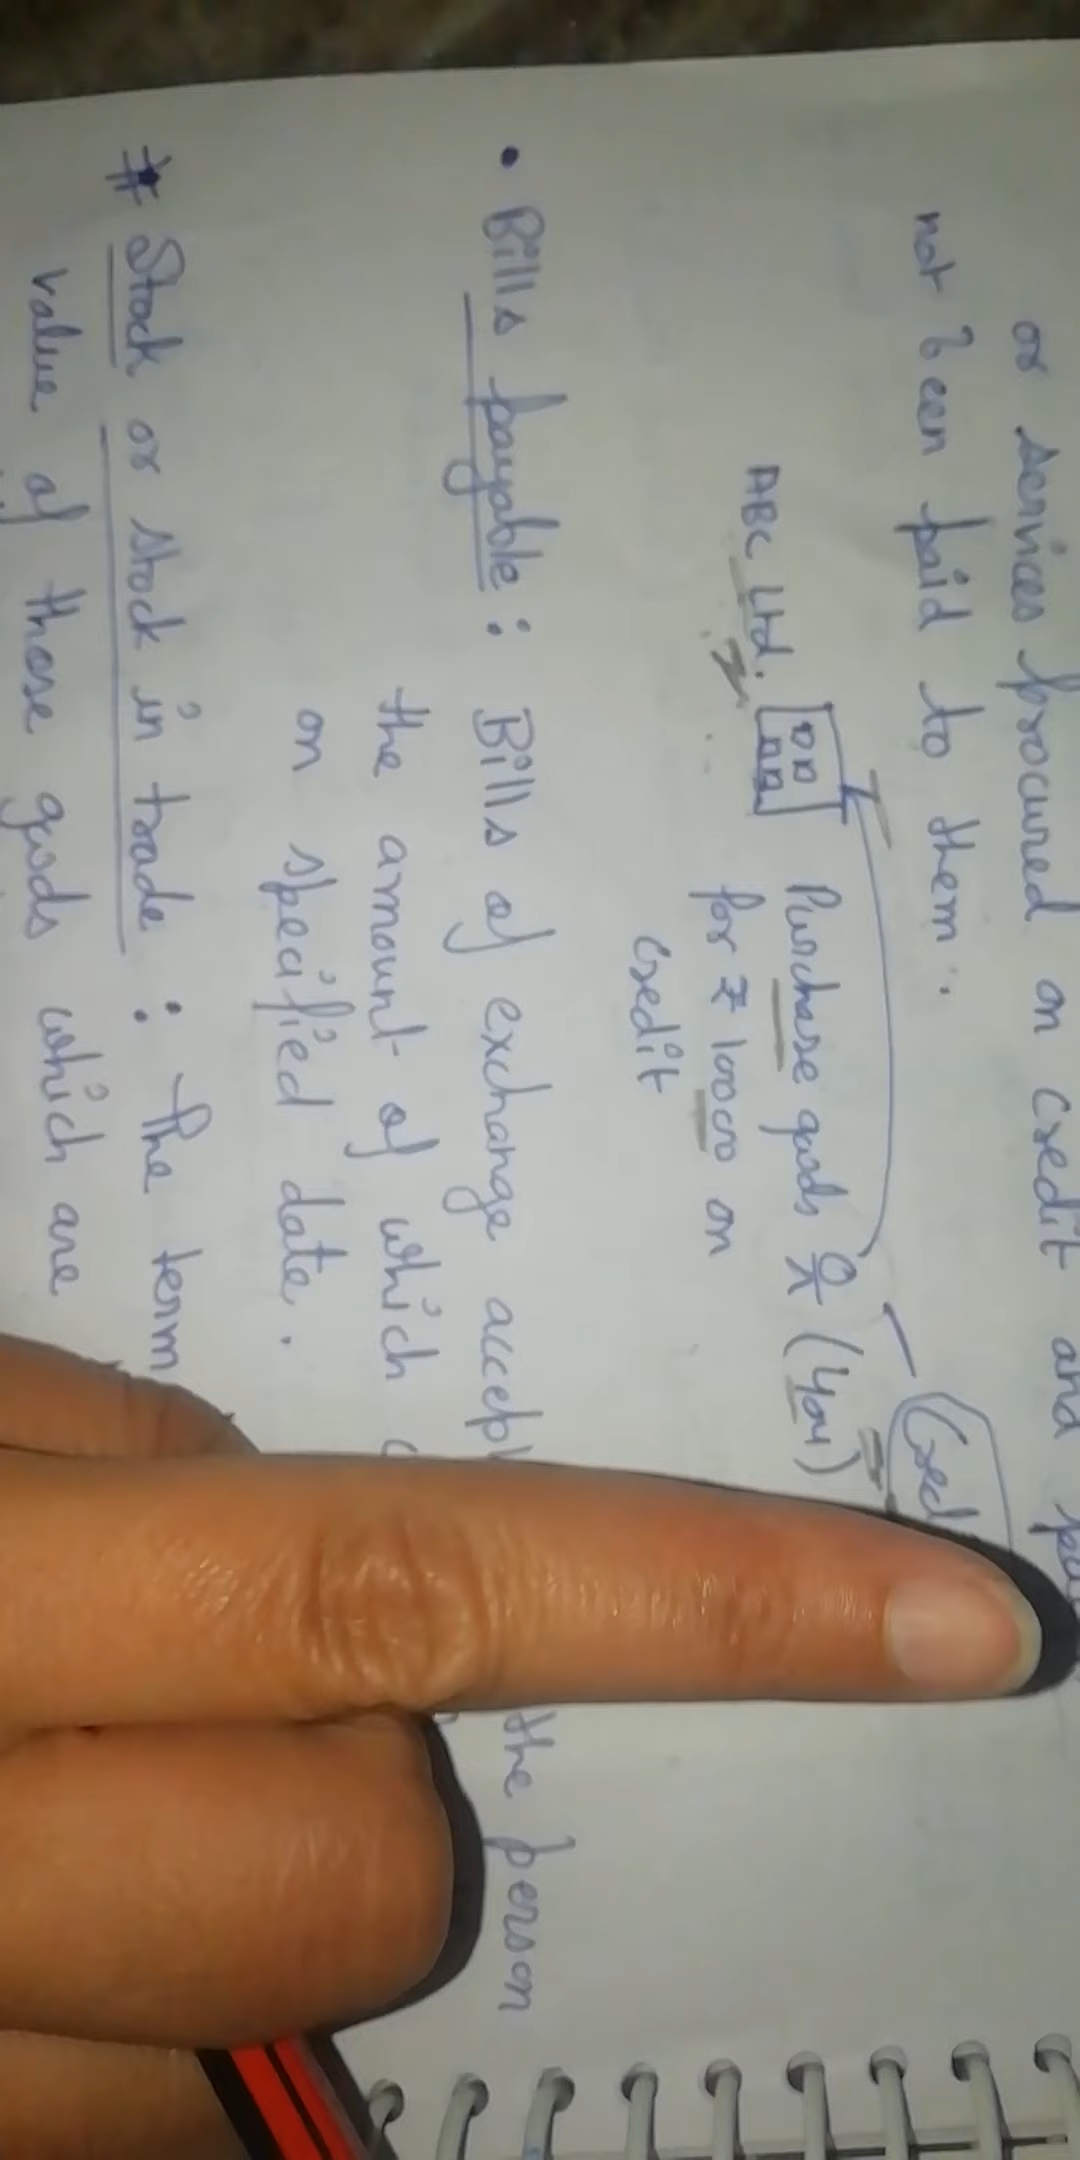 or services procured on credit and
not been paid to them.
ABC Ltd. Purchase goods (You)
for ₹ 10000 on
credit
• Bills payable : Bills of exchange the person
the amount of which
on specified date.
# Stock or stock in trade : The term
value of those goods which are